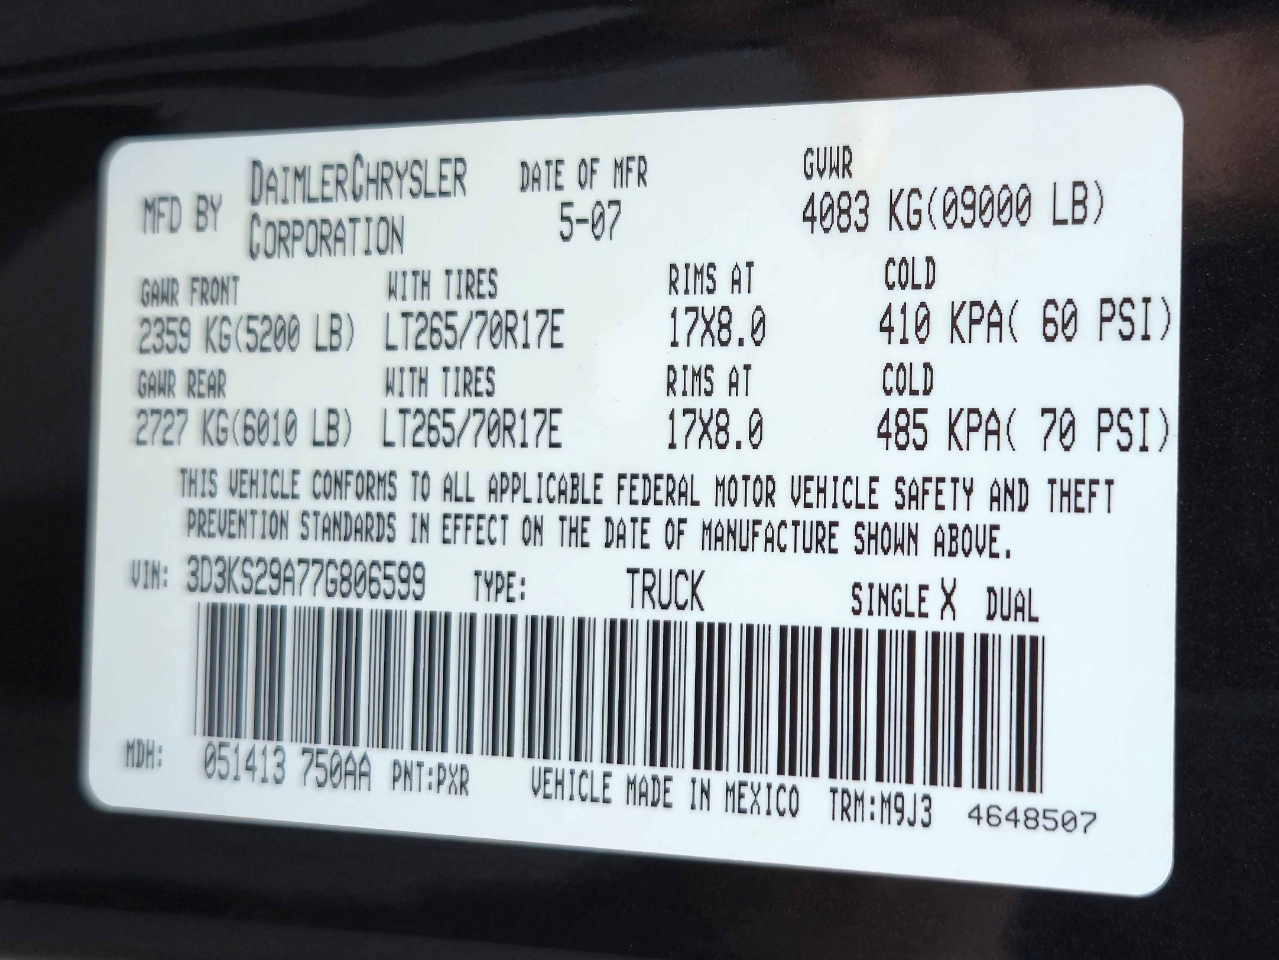 MFD BY DAIMLERCHRYSLER CORPORATION DATE OF MFR 5-07 GVWR 4083 KG(09000 LB)
GAWR FRONT WITH TIRES RIMS AT COLD
2359 KG(5200 LB) LT265/70R17E 17X8.0 410 KPA( 60 PSI)
GAWR REAR WITH TIRES RIMS AT COLD
2727 KG(6010 LB) LT265/70R17E 17X8.0 485 KPA( 70 PSI)
THIS VEHICLE CONFORMS TO ALL APPLICABLE FEDERAL MOTOR VEHICLE SAFETY AND THEFT
PREVENTION STANDARDS IN EFFECT ON THE DATE OF MANUFACTURE SHOWN ABOVE.
VIN: 3D3KS29A77G806599 TYPE: TRUCK SINGLE X DUAL
MDH: 051413 750AA PNT:PXR VEHICLE MADE IN MEXICO TRM:M9J3 4648507